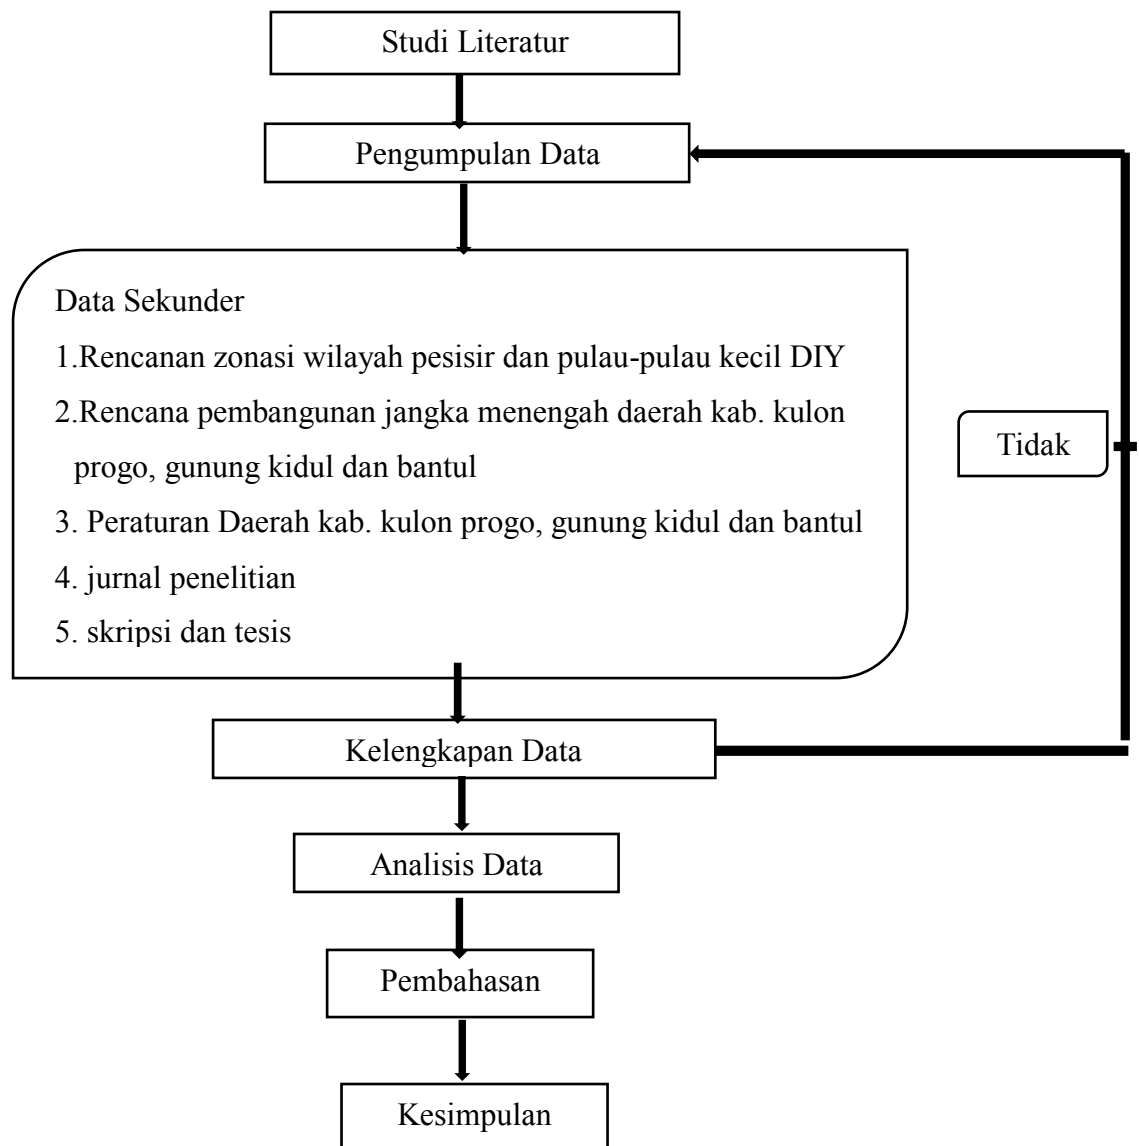 Studi Literatur
Pengumpulan Data
Data Sekunder
1.Rencanan zonasi wilayah pesisir dan pulau-pulau kecil DIY
2.Rencana pembangunan jangka menengah daerah kab. kulon
progo, gunung kidul dan bantul
3. Peraturan Daerah kab. kulon progo, gunung kidul dan bantul
4. jurnal penelitian
5. skripsi dan tesis
Tidak
Kelengkapan Data
Analisis Data
Pembahasan
Kesimpulan